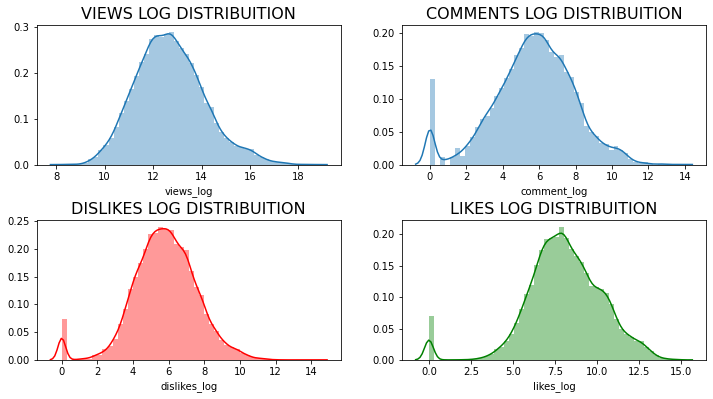 VIEWS LOG DISTRIBUITION
0.3
0.2
0.1
0.0
8 10 12 14 16 18
views_log
COMMENTS LOG DISTRIBUITION
0.20
0.15
0.10
0.05
0.00
0 2 4 6 8 10 12 14
comment_log
DISLIKES LOG DISTRIBUITION
0.25
0.20
0.15
0.10
0.05
0.00
0 2 4 6 8 10 12 14
dislikes_log
LIKES LOG DISTRIBUITION
0.20
0.15
0.10
0.05
0.00
0.0 2.5 5.0 7.5 10.0 12.5 15.0
likes_log